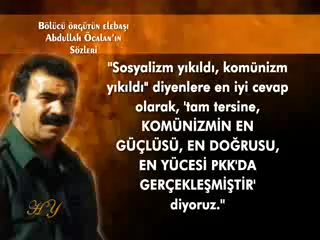 Bölücü örgütün elebaşı
Abdullah Öcalan'ın
Sözleri
"Sosyalizm yıkıldı, komünizm
yıkıldı" diyenlere en iyi cevap
olarak, 'tam tersine,
KOMÜNİZMİN EN
GÜÇLÜSÜ, EN DOĞRUSU,
EN YÜCESİ PKK'DA
GERÇEKLEŞMİŞTİR'
diyoruz."
HY